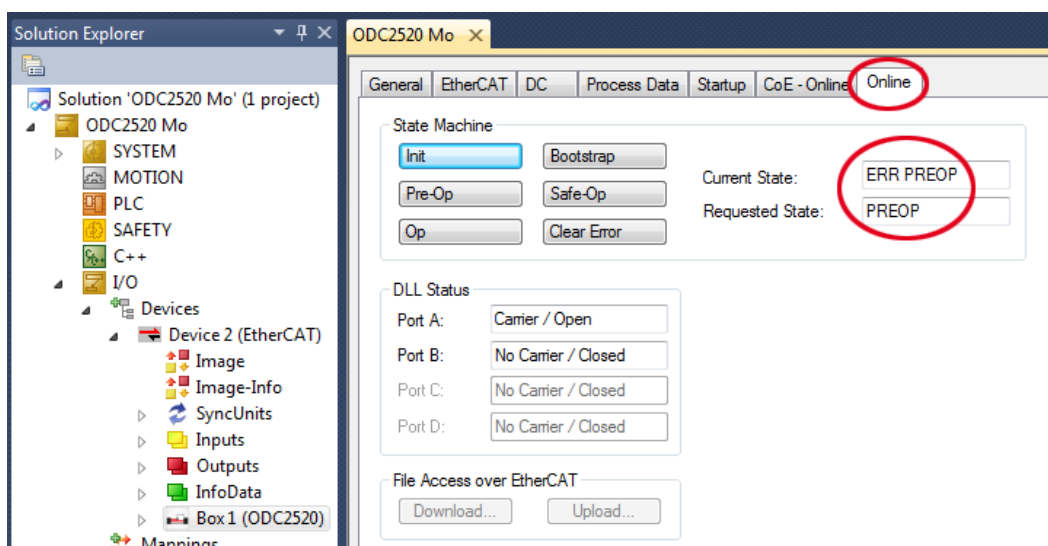 Solution Explorer
Solution 'ODC2520 Mo' (1 project)
ODC2520 Mo
SYSTEM
MOTION
PLC
SAFETY
C++
I/O
Devices
Device 2 (EtherCAT)
Image
Image-Info
SyncUnits
Inputs
Outputs
InfoData
Box 1 (ODC2520)
Mappings
ODC2520 Mo
General EtherCAT DC Process Data Startup CoE - Online Online
State Machine
Init Bootstrap
Pre-Op Safe-Op
Op Clear Error
Current State: ERR PREOP
Requested State: PREOP
DLL Status
Port A: Carrier / Open
Port B: No Carrier / Closed
Port C: No Carrier / Closed
Port D: No Carrier / Closed
File Access over EtherCAT
Download... Upload...